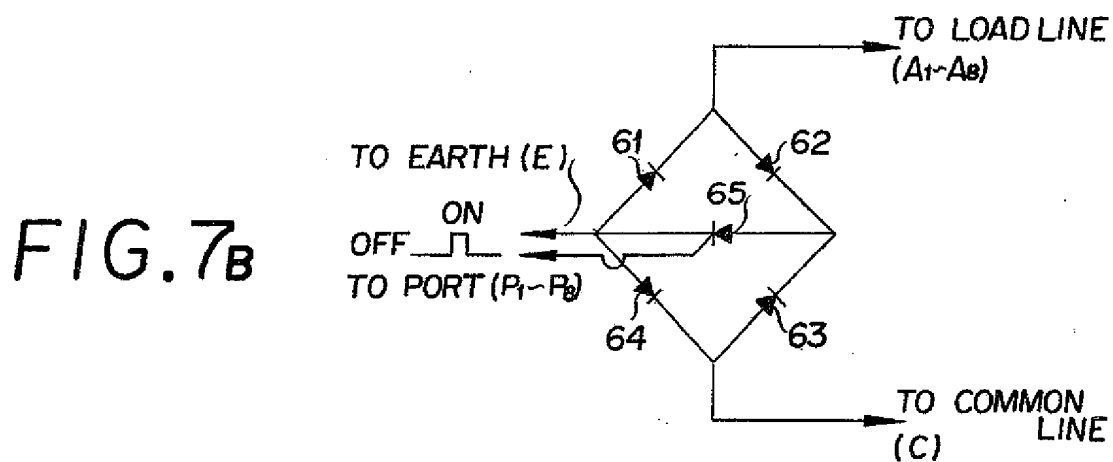 TO LOAD LINE
(A1~A8)
61
62
TO EARTH (E)
65
ON
FIG. 7B
OFF
TO PORT (P1~P8)
64
63
TO COMMON
LINE
(C)